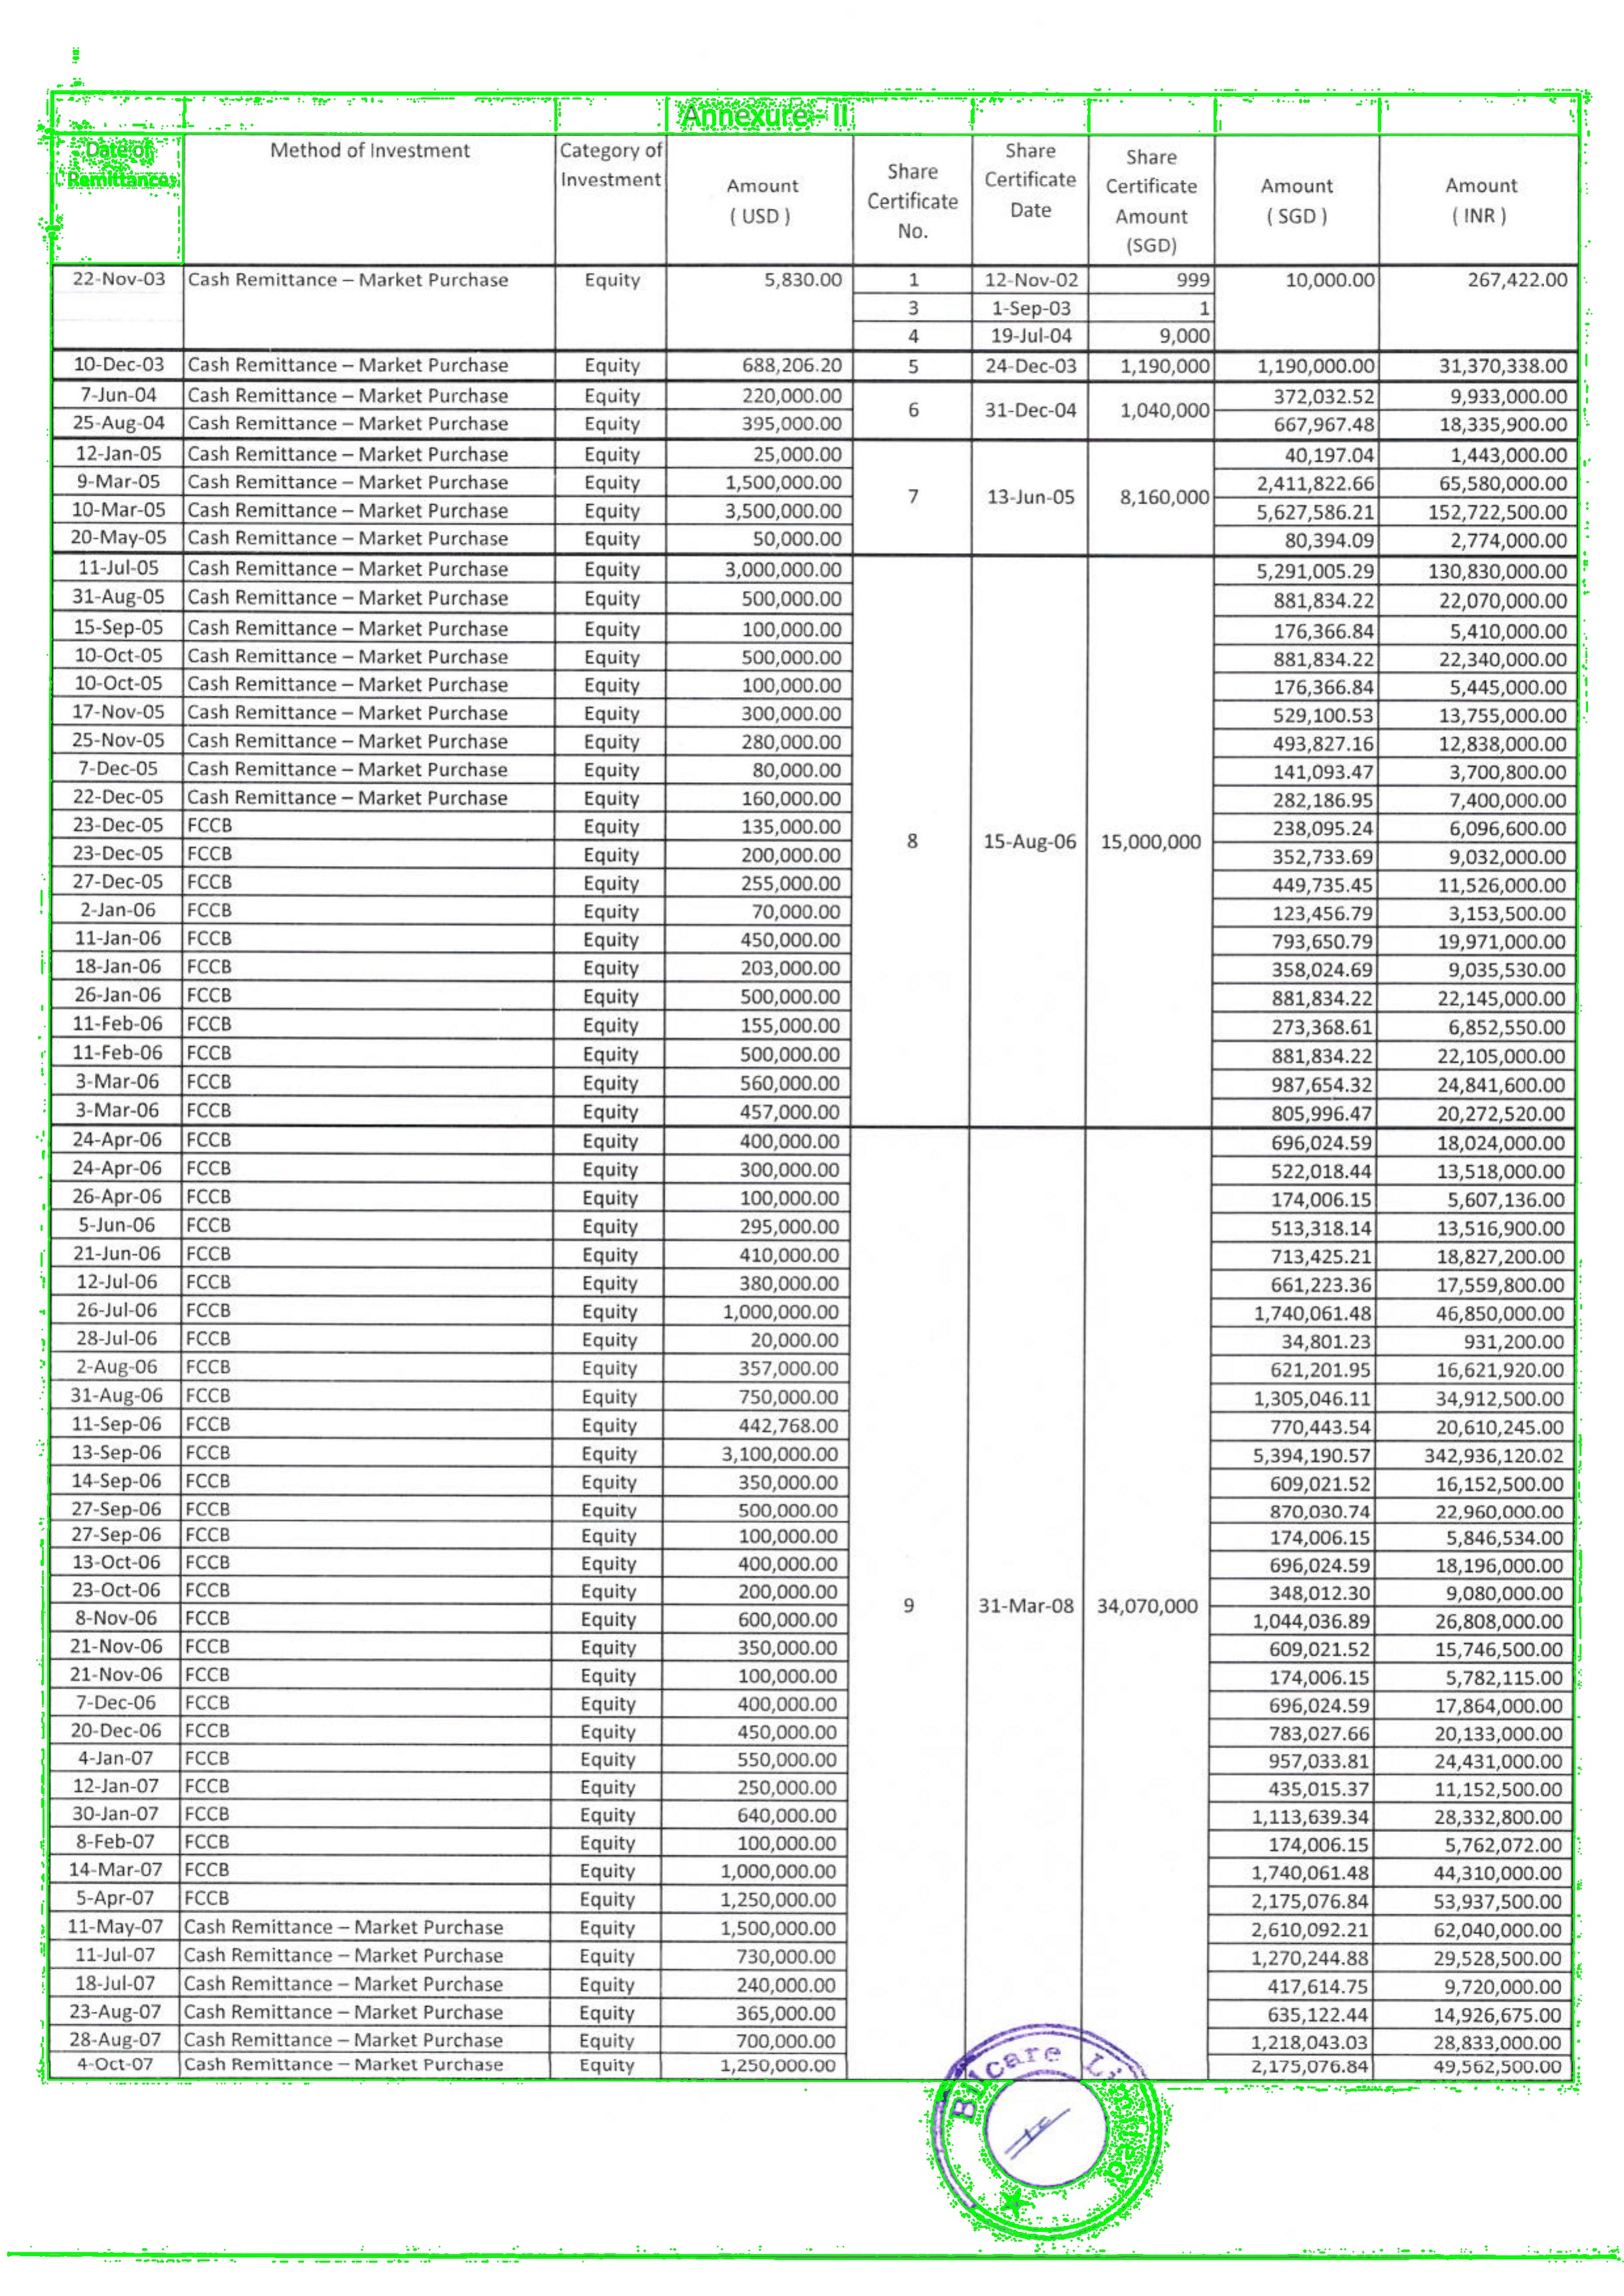 Annexure- II
Date of Remittances Method of Investment Category of Investment Amount ( USD ) Share Certificate No. Share Certificate Date Share Certificate Amount (SGD) Amount ( SGD ) Amount ( INR )
22-Nov-03 Cash Remittance – Market Purchase Equity 5,830.00 1 12-Nov-02 999 10,000.00 267,422.00
3 1-Sep-03 1
4 19-Jul-04 9,000
10-Dec-03 Cash Remittance – Market Purchase Equity 688,206.20 5 24-Dec-03 1,190,000 1,190,000.00 31,370,338.00
7-Jun-04 Cash Remittance – Market Purchase Equity 220,000.00 6 31-Dec-04 1,040,000 372,032.52 9,933,000.00
25-Aug-04 Cash Remittance – Market Purchase Equity 395,000.00 667,967.48 18,335,900.00
12-Jan-05 Cash Remittance – Market Purchase Equity 25,000.00 40,197.04 1,443,000.00
9-Mar-05 Cash Remittance – Market Purchase Equity 1,500,000.00 7 13-Jun-05 8,160,000 2,411,822.66 65,580,000.00
10-Mar-05 Cash Remittance – Market Purchase Equity 3,500,000.00 5,627,586.21 152,722,500.00
20-May-05 Cash Remittance – Market Purchase Equity 50,000.00 80,394.09 2,774,000.00
11-Jul-05 Cash Remittance – Market Purchase Equity 3,000,000.00 5,291,005.29 130,830,000.00
31-Aug-05 Cash Remittance – Market Purchase Equity 500,000.00 881,834.22 22,070,000.00
15-Sep-05 Cash Remittance – Market Purchase Equity 100,000.00 176,366.84 5,410,000.00
10-Oct-05 Cash Remittance – Market Purchase Equity 500,000.00 881,834.22 22,340,000.00
10-Oct-05 Cash Remittance – Market Purchase Equity 100,000.00 176,366.84 5,445,000.00
17-Nov-05 Cash Remittance – Market Purchase Equity 300,000.00 529,100.53 13,755,000.00
25-Nov-05 Cash Remittance – Market Purchase Equity 280,000.00 493,827.16 12,838,000.00
7-Dec-05 Cash Remittance – Market Purchase Equity 80,000.00 141,093.47 3,700,800.00
22-Dec-05 Cash Remittance – Market Purchase Equity 160,000.00 282,186.95 7,400,000.00
23-Dec-05 FCCB Equity 135,000.00 238,095.24 6,096,600.00
23-Dec-05 FCCB Equity 200,000.00 8 15-Aug-06 15,000,000 352,733.69 9,032,000.00
27-Dec-05 FCCB Equity 255,000.00 449,735.45 11,526,000.00
2-Jan-06 FCCB Equity 70,000.00 123,456.79 3,153,500.00
11-Jan-06 FCCB Equity 450,000.00 793,650.79 19,971,000.00
18-Jan-06 FCCB Equity 203,000.00 358,024.69 9,035,530.00
26-Jan-06 FCCB Equity 500,000.00 881,834.22 22,145,000.00
11-Feb-06 FCCB Equity 155,000.00 273,368.61 6,852,550.00
11-Feb-06 FCCB Equity 500,000.00 881,834.22 22,105,000.00
3-Mar-06 FCCB Equity 560,000.00 987,654.32 24,841,600.00
3-Mar-06 FCCB Equity 457,000.00 805,996.47 20,272,520.00
24-Apr-06 FCCB Equity 400,000.00 696,024.59 18,024,000.00
24-Apr-06 FCCB Equity 300,000.00 522,018.44 13,518,000.00
26-Apr-06 FCCB Equity 100,000.00 174,006.15 5,607,136.00
5-Jun-06 FCCB Equity 295,000.00 513,318.14 13,516,900.00
21-Jun-06 FCCB Equity 410,000.00 713,425.21 18,827,200.00
12-Jul-06 FCCB Equity 380,000.00 661,223.36 17,559,800.00
26-Jul-06 FCCB Equity 1,000,000.00 1,740,061.48 46,850,000.00
28-Jul-06 FCCB Equity 20,000.00 34,801.23 931,200.00
2-Aug-06 FCCB Equity 357,000.00 621,201.95 16,621,920.00
31-Aug-06 FCCB Equity 750,000.00 1,305,046.11 34,912,500.00
11-Sep-06 FCCB Equity 442,768.00 770,443.54 20,610,245.00
13-Sep-06 FCCB Equity 3,100,000.00 5,394,190.57 342,936,120.02
14-Sep-06 FCCB Equity 350,000.00 609,021.52 16,152,500.00
27-Sep-06 FCCB Equity 500,000.00 870,030.74 22,960,000.00
27-Sep-06 FCCB Equity 100,000.00 174,006.15 5,846,534.00
13-Oct-06 FCCB Equity 400,000.00 696,024.59 18,196,000.00
23-Oct-06 FCCB Equity 200,000.00 348,012.30 9,080,000.00
8-Nov-06 FCCB Equity 600,000.00 9 31-Mar-08 34,070,000 1,044,036.89 26,808,000.00
21-Nov-06 FCCB Equity 350,000.00 609,021.52 15,746,500.00
21-Nov-06 FCCB Equity 100,000.00 174,006.15 5,782,115.00
7-Dec-06 FCCB Equity 400,000.00 696,024.59 17,864,000.00
20-Dec-06 FCCB Equity 450,000.00 783,027.66 20,133,000.00
4-Jan-07 FCCB Equity 550,000.00 957,033.81 24,431,000.00
12-Jan-07 FCCB Equity 250,000.00 435,015.37 11,152,500.00
30-Jan-07 FCCB Equity 640,000.00 1,113,639.34 28,332,800.00
8-Feb-07 FCCB Equity 100,000.00 174,006.15 5,762,072.00
14-Mar-07 FCCB Equity 1,000,000.00 1,740,061.48 44,310,000.00
5-Apr-07 FCCB Equity 1,250,000.00 2,175,076.84 53,937,500.00
11-May-07 Cash Remittance – Market Purchase Equity 1,500,000.00 2,610,092.21 62,040,000.00
11-Jul-07 Cash Remittance – Market Purchase Equity 730,000.00 1,270,244.88 29,528,500.00
18-Jul-07 Cash Remittance – Market Purchase Equity 240,000.00 417,614.75 9,720,000.00
23-Aug-07 Cash Remittance – Market Purchase Equity 365,000.00 635,122.44 14,926,675.00
28-Aug-07 Cash Remittance – Market Purchase Equity 700,000.00 1,218,043.03 28,833,000.00
4-Oct-07 Cash Remittance – Market Purchase Equity 1,250,000.00 2,175,076.84 49,562,500.00
Bilcare Limited